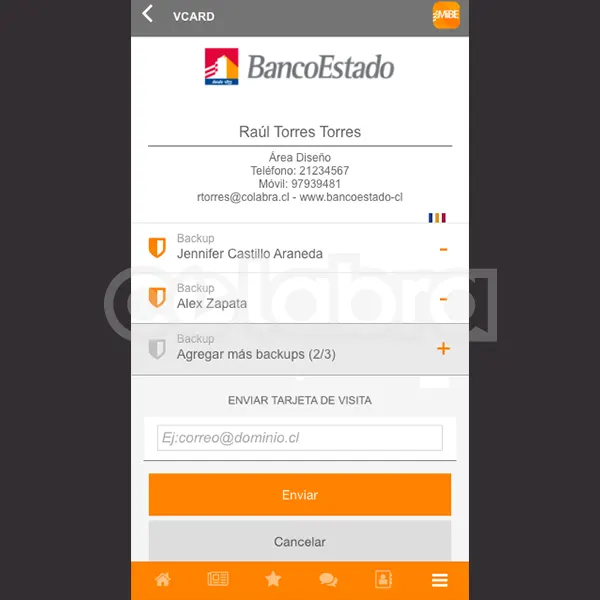 VCARD
MiBE
BancoEstado
Raúl Torres Torres
Área Diseño
Teléfono: 21234567
Móvil: 97939481
rtorres@colabra.cl - www.bancoestado-cl
Backup
Jennifer Castillo Araneda
-
Backup
Alex Zapata
-
colabra
Backup
Agregar más backups (2/3)
+
ENVIAR TARJETA DE VISITA
Ej:correo@dominio.cl
Enviar
Cancelar